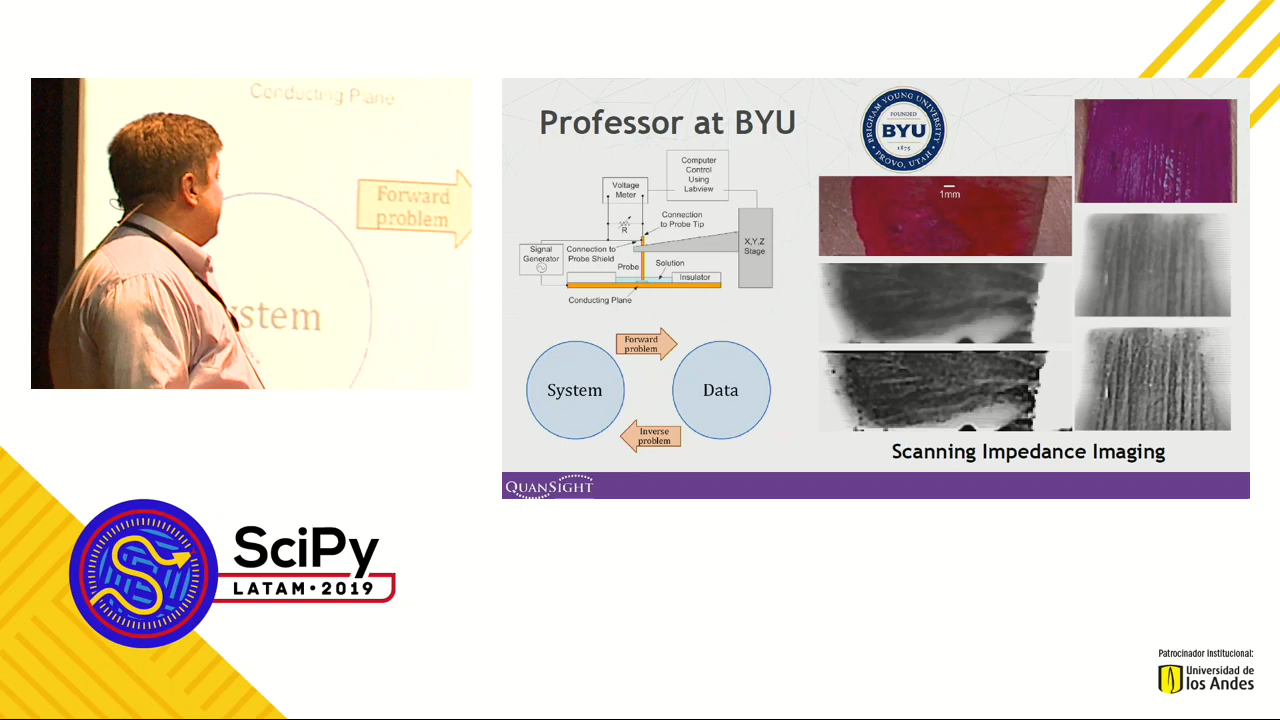 Conducting Plane
Forward
problem
System
Professor at BYU
BRIGHAM YOUNG UNIVERSITY
FOUNDED
BYU
1875
PROVO, UTAH
Computer
Control
Using
Labview
Voltage
Meter
Connection
to Probe Tip
R
X,Y,Z
Stage
Signal
Generator
Connection to
Probe Shield
Probe
Solution
Insulator
Conducting Plane
1mm
Forward
problem
System
Data
Inverse
problem
Scanning Impedance Imaging
QUANSIGHT
SciPy
LATAM • 2019
Patrocinador Institucional:
Universidad de
los Andes